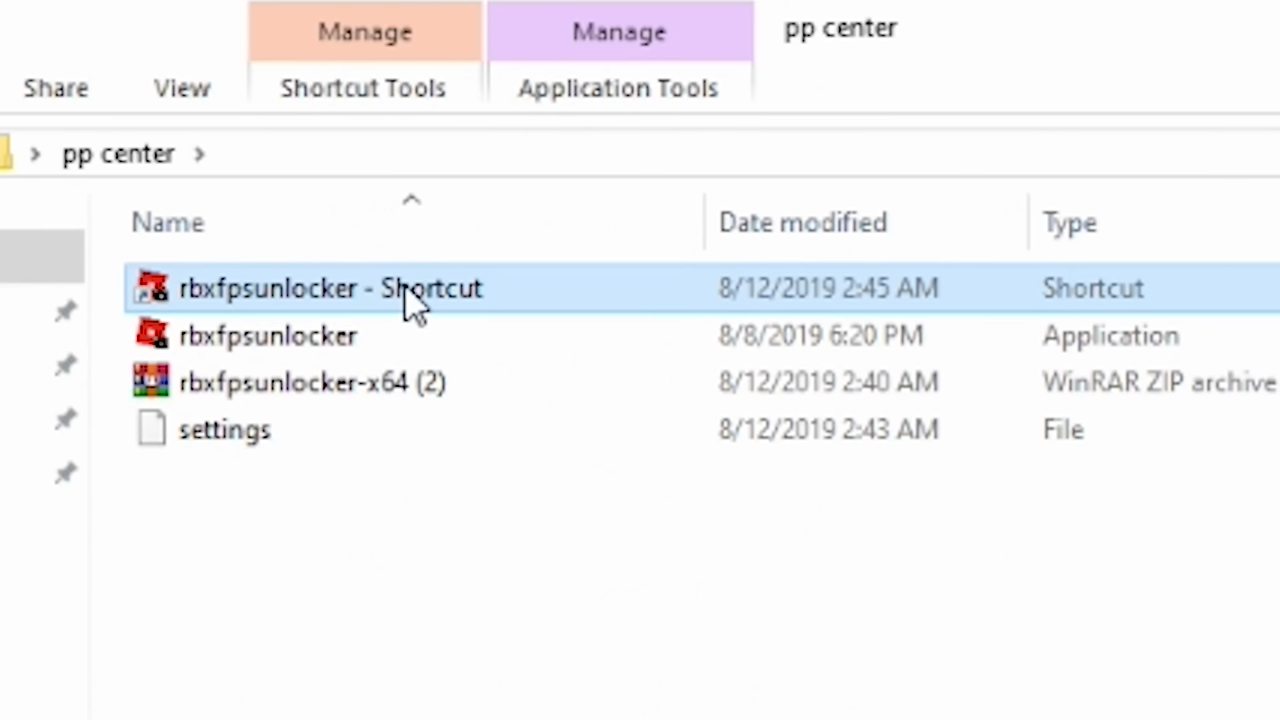 Manage Manage pp center
Share View Shortcut Tools Application Tools
pp center
Name Date modified Type
rbxfpsunlocker - Shortcut 8/12/2019 2:45 AM Shortcut
rbxfpsunlocker 8/8/2019 6:20 PM Application
rbxfpsunlocker-x64 (2) 8/12/2019 2:40 AM WinRAR ZIP archive
settings 8/12/2019 2:43 AM File